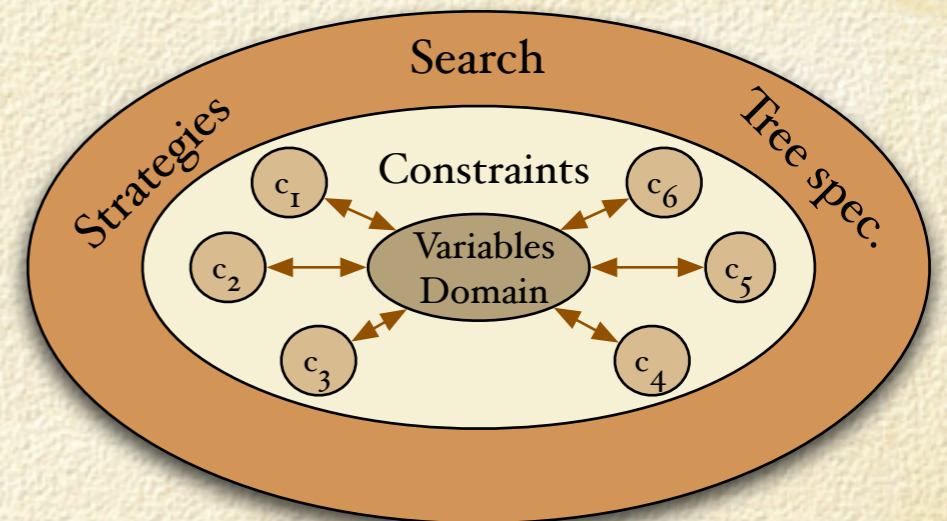 Search
Strategies
Tree spec.
Constraints
c₁
c₆
Variables
Domain
c₂
c₅
c₃
c₄